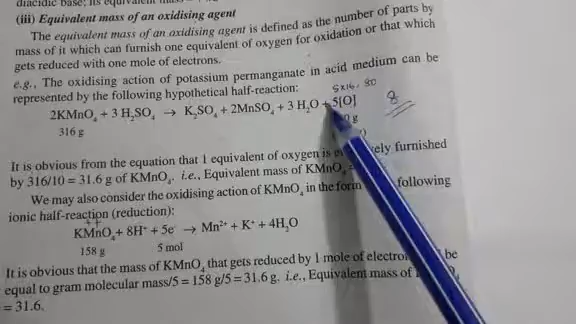 diacidic base; its equivalent mass
(iii) Equivalent mass of an oxidising agent
The equivalent mass of an oxidising agent is defined as the number of parts by
mass of it which can furnish one equivalent of oxygen for oxidation or that which
gets reduced with one mole of electrons.
e.g., The oxidising action of potassium permanganate in acid medium can be
represented by the following hypothetical half-reaction:
5x16 = 80
2KMnO₄ + 3 H₂SO₄ → K₂SO₄ + 2MnSO₄ + 3 H₂O + 5[O]
8
316 g g
It is obvious from the equation that 1 equivalent of oxygen is ely furnished
by 316/10 = 31.6 g of KMnO₄. i.e., Equivalent mass of KMnO₄
We may also consider the oxidising action of KMnO₄ in the form following
ionic half-reaction (reduction):
++
KMnO₄ + 8H⁺ + 5e⁻ → Mn²⁺ + K⁺ + 4H₂O
158 g 5 mol
It is obvious that the mass of KMnO₄ that gets reduced by 1 mole of electron be
equal to gram molecular mass/5 = 158 g/5 = 31.6 g. i.e., Equivalent mass of
= 31.6.